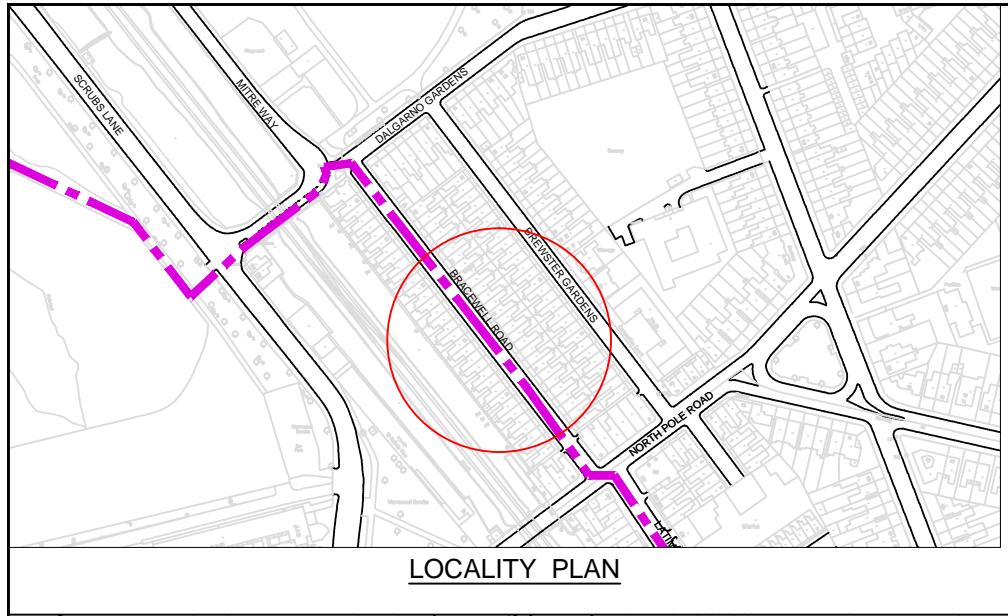 SCRUBS LANE
MITRE WAY
DALGARNO GARDENS
BREWSTER GARDENS
BRACEWELL ROAD
NORTH POLE ROAD
LOCALITY PLAN